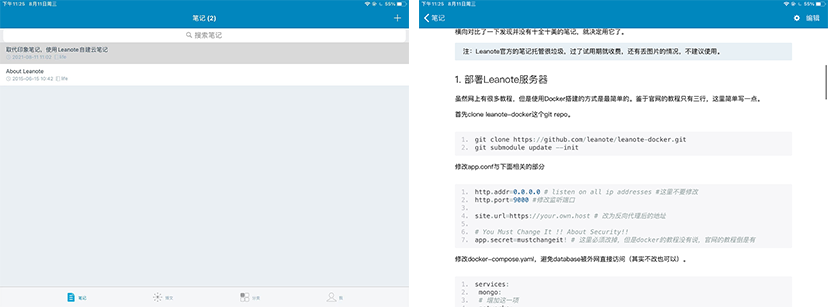 下午11:25 8月11日周三
55%
笔记 (2)
搜索笔记
取代印象笔记，使用 Leanote自建云笔记
2021-08-11 11:05 life
About Leanote
2015-06-15 10:42 life
笔记
博文
分类
我
下午11:25 8月11日周三
55%
笔记
编辑
横向对比了一下发现并没有十全十美的笔记，就决定用它了。
注：Leanote官方的笔记托管很垃圾，过了试用期就收费，还有丢图片的情况，不建议使用。
1. 部署Leanote服务器
虽然网上有很多教程，但是使用Docker搭建的方式是最简单的。鉴于官网的教程只有三行，这里简单写一点。
首先clone leanote-docker这个git repo。
1. git clone https://github.com/leanote/leanote-docker.git
2. git submodule update --init
修改app.conf与下面相关的部分
1. http.addr=0.0.0.0 # listen on all ip addresses #这里不要修改
2. http.port=9000 #修改监听端口
3.
4. site.url=https://your.own.host # 改为反向代理后的地址
5.
6. # You Must Change It !! About Security!!
7. app.secret=mustchangeit! # 这里必须改掉，但是docker的教程没有说，官网的教程倒是有
修改docker-compose.yaml，避免database被外网直接访问（其实不改也可以）。
1. services:
2. mongo:
3. # 增加这一项